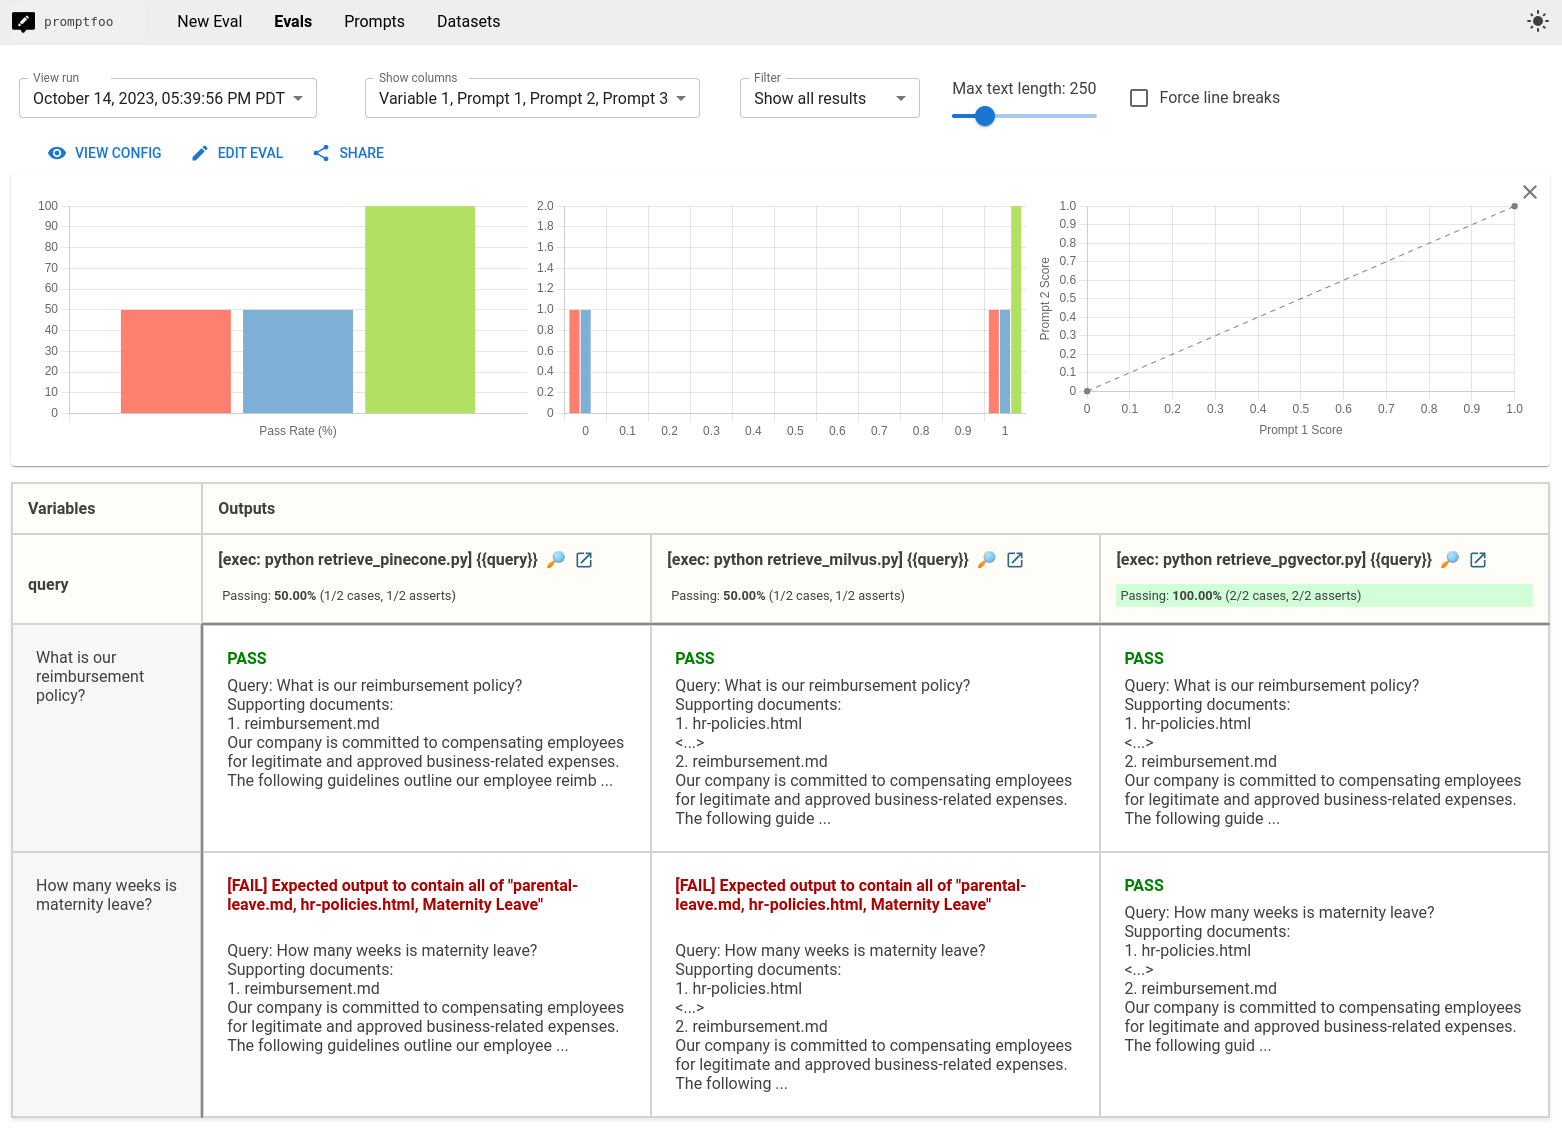 promptfoo
New Eval Evals Prompts Datasets
View run
October 14, 2023, 05:39:56 PM PDT
Show columns
Variable 1, Prompt 1, Prompt 2, Prompt 3
Filter
Show all results
Max text length: 250
Force line breaks
VIEW CONFIG EDIT EVAL SHARE
100
90
80
70
60
50
40
30
20
10
0
Pass Rate (%)
2.0
1.8
1.6
1.4
1.2
1.0
0.8
0.6
0.4
0.2
0
0 0.1 0.2 0.3 0.4 0.5 0.6 0.7 0.8 0.9 1
Prompt 2 Score
1.0
0.9
0.8
0.7
0.6
0.5
0.4
0.3
0.2
0.1
0
0 0.1 0.2 0.3 0.4 0.5 0.6 0.7 0.8 0.9 1.0
Prompt 1 Score
Variables
Outputs
query
[exec: python retrieve_pinecone.py] {{query}}
Passing: 50.00% (1/2 cases, 1/2 asserts)
[exec: python retrieve_milvus.py] {{query}}
Passing: 50.00% (1/2 cases, 1/2 asserts)
[exec: python retrieve_pgvector.py] {{query}}
Passing: 100.00% (2/2 cases, 2/2 asserts)
What is our
reimbursement
policy?
PASS
Query: What is our reimbursement policy?
Supporting documents:
1. reimbursement.md
Our company is committed to compensating employees
for legitimate and approved business-related expenses.
The following guidelines outline our employee reimb ...
PASS
Query: What is our reimbursement policy?
Supporting documents:
1. hr-policies.html
<...>
2. reimbursement.md
Our company is committed to compensating employees
for legitimate and approved business-related expenses.
The following guide ...
PASS
Query: What is our reimbursement policy?
Supporting documents:
1. hr-policies.html
<...>
2. reimbursement.md
Our company is committed to compensating employees
for legitimate and approved business-related expenses.
The following guide ...
How many weeks is
maternity leave?
[FAIL] Expected output to contain all of "parental-
leave.md, hr-policies.html, Maternity Leave"
Query: How many weeks is maternity leave?
Supporting documents:
1. reimbursement.md
Our company is committed to compensating employees
for legitimate and approved business-related expenses.
The following guidelines outline our employee ...
[FAIL] Expected output to contain all of "parental-
leave.md, hr-policies.html, Maternity Leave"
Query: How many weeks is maternity leave?
Supporting documents:
1. hr-policies.html
<...>
2. reimbursement.md
Our company is committed to compensating employees
for legitimate and approved business-related expenses.
The following ...
PASS
Query: How many weeks is maternity leave?
Supporting documents:
1. hr-policies.html
<...>
2. reimbursement.md
Our company is committed to compensating employees
for legitimate and approved business-related expenses.
The following guid ...